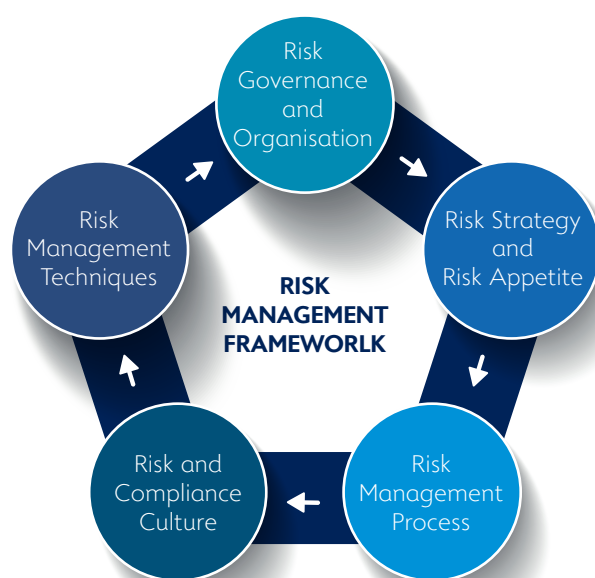 Risk
Governance
and
Organisation
Risk Strategy
and
Risk Appetite
Risk
Management
Process
Risk and
Compliance
Culture
Risk
Management
Techniques
RISK
MANAGEMENT
FRAMEWORLK